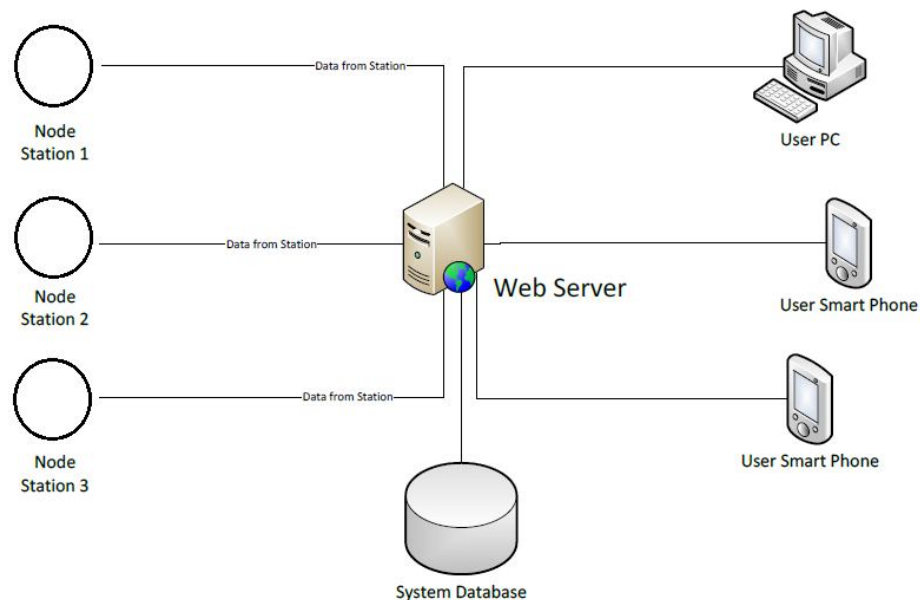 Data from Station
Node
Station 1
User PC
Data from Station
Node
Station 2
Web Server
User Smart Phone
Data from Station
Node
Station 3
User Smart Phone
System Database